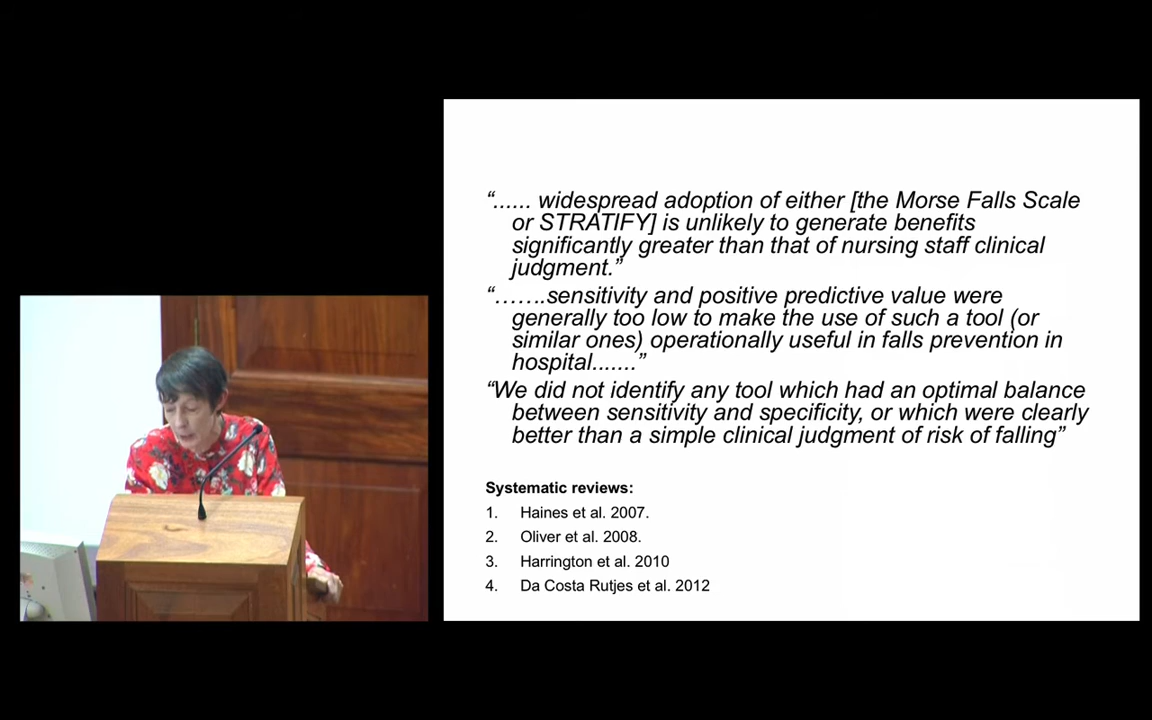 “...... widespread adoption of either [the Morse Falls Scale
or STRATIFY] is unlikely to generate benefits
significantly greater than that of nursing staff clinical
judgment.”
“…….sensitivity and positive predictive value were
generally too low to make the use of such a tool (or
similar ones) operationally useful in falls prevention in
hospital.......”
“We did not identify any tool which had an optimal balance
between sensitivity and specificity, or which were clearly
better than a simple clinical judgment of risk of falling”
Systematic reviews:
1. Haines et al. 2007.
2. Oliver et al. 2008.
3. Harrington et al. 2010
4. Da Costa Rutjes et al. 2012